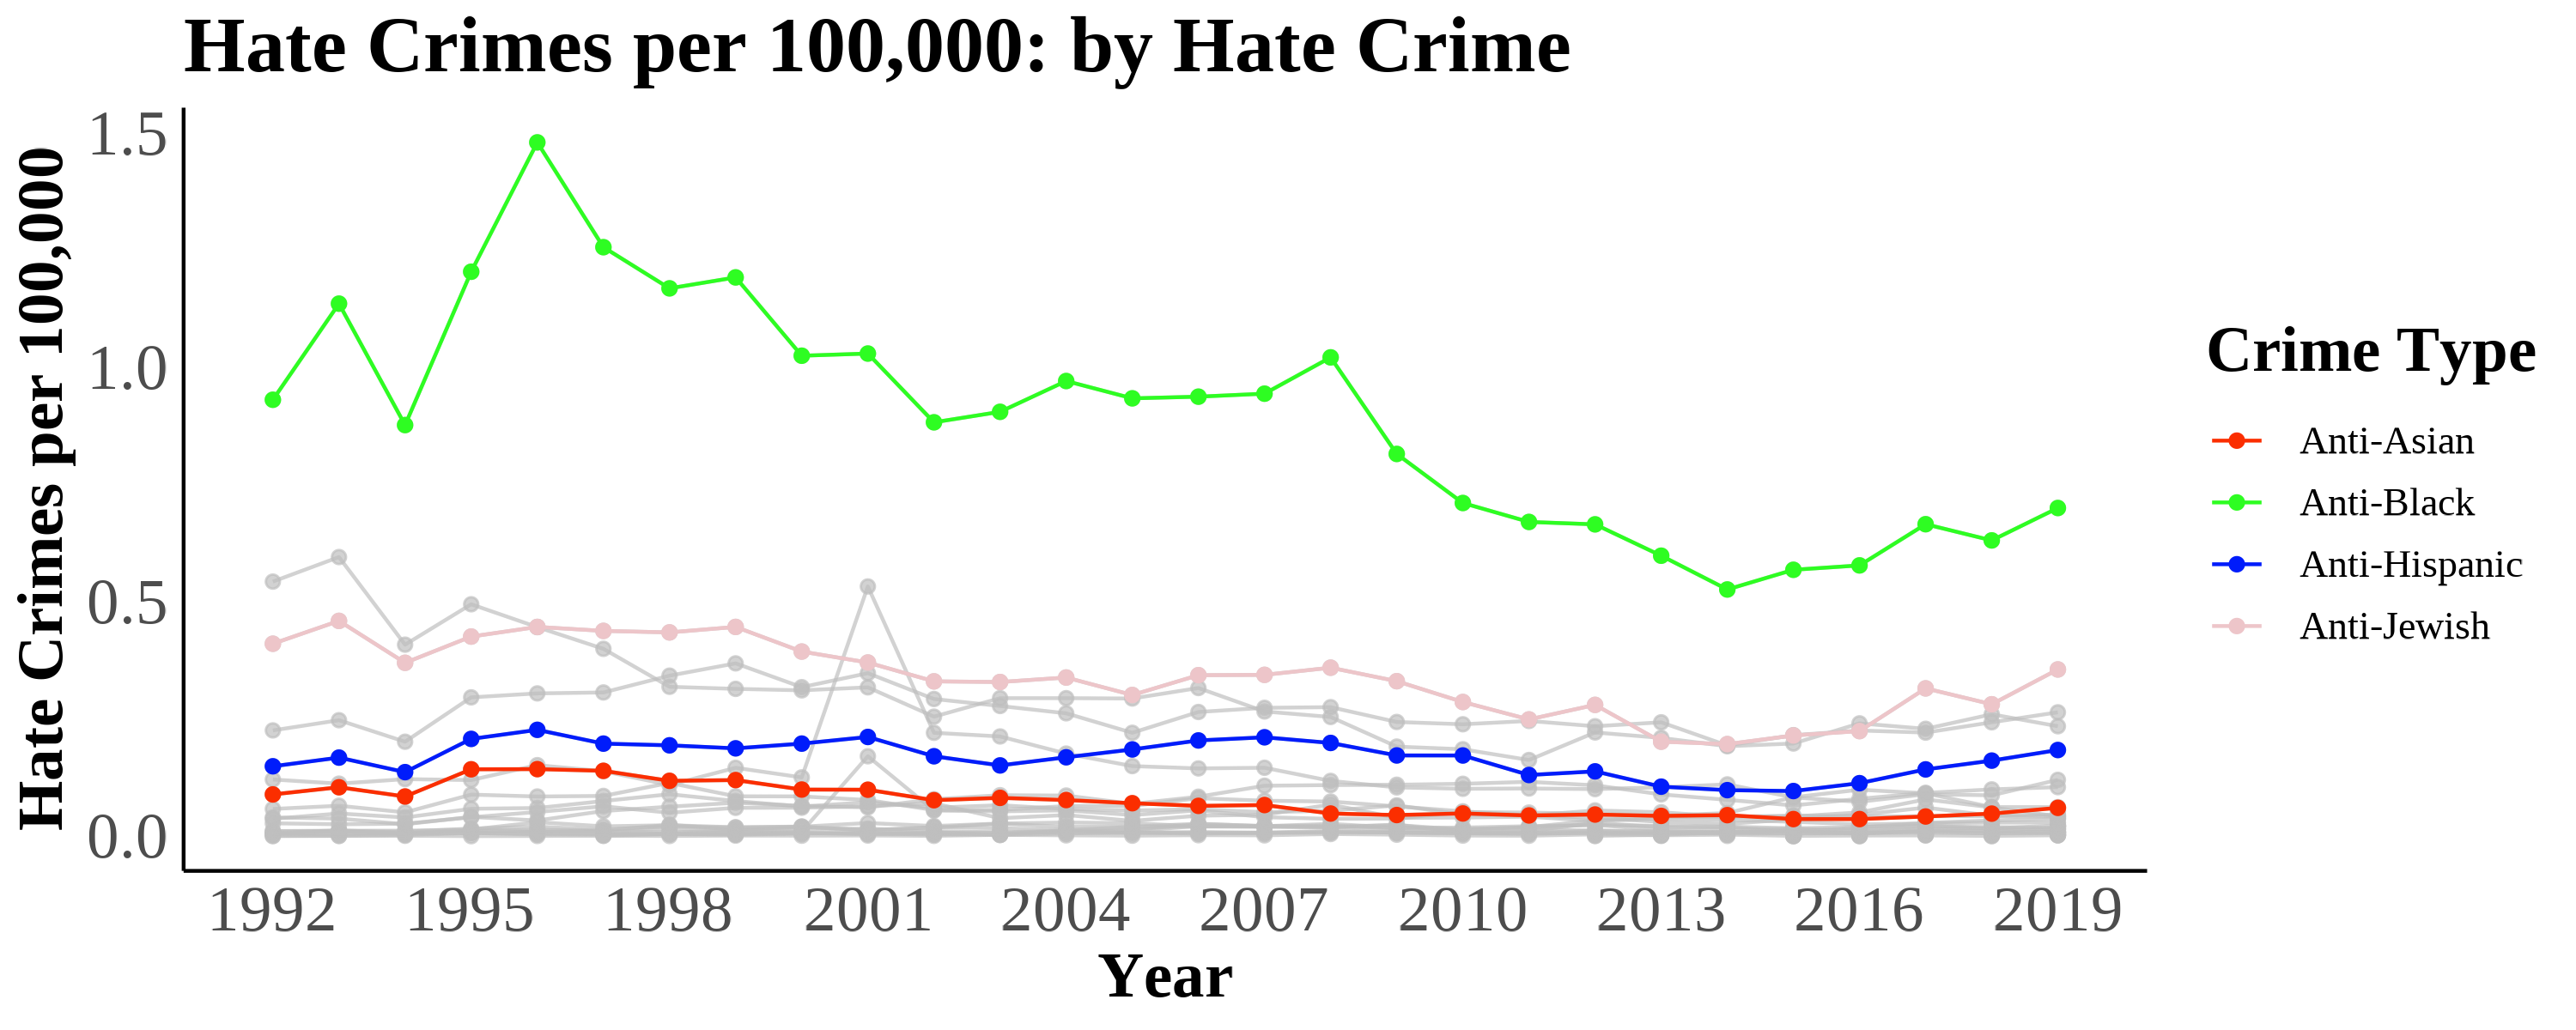 Hate Crimes per 100,000: by Hate Crime
Hate Crimes per 100,000
1.5
1.0
0.5
0.0
1992 1995 1998 2001 2004 2007 2010 2013 2016 2019
Year
Crime Type
Anti-Asian
Anti-Black
Anti-Hispanic
Anti-Jewish